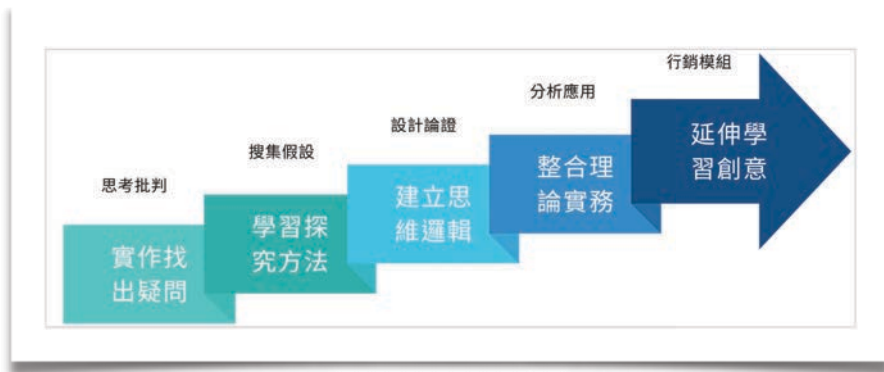 思考批判
實作找
出疑問
搜集假設
學習探
究方法
設計論證
建立思
維邏輯
分析應用
整合理
論實務
行銷模組
延伸學
習創意